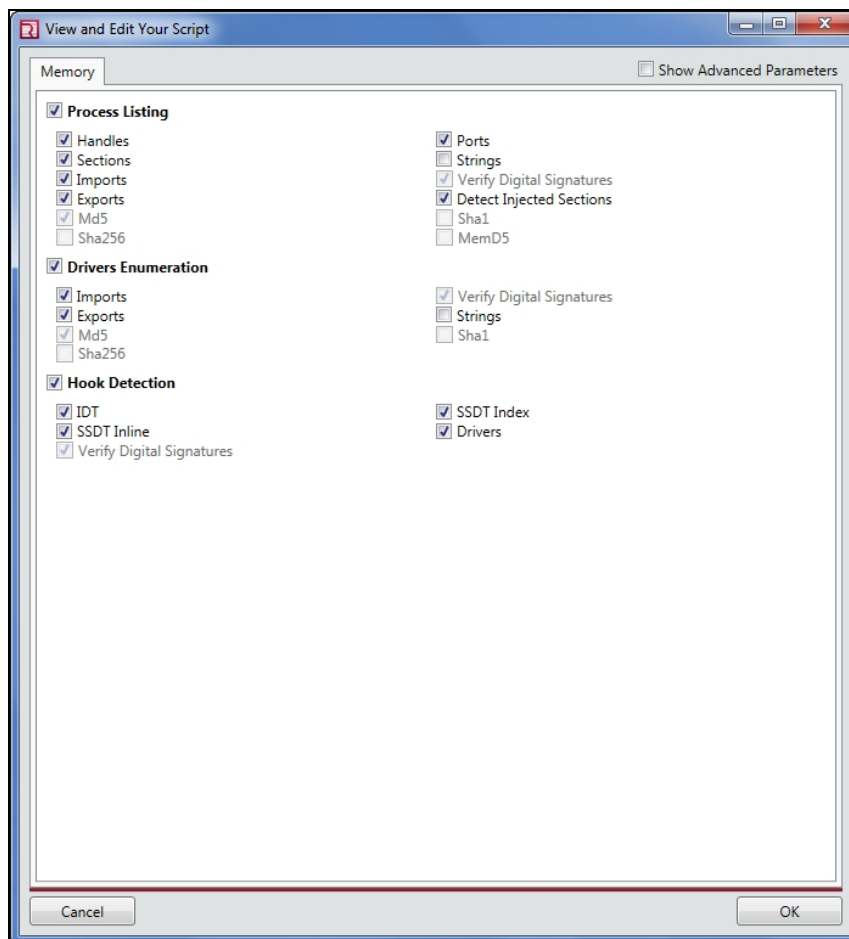 View and Edit Your Script
Memory
Show Advanced Parameters
Process Listing
Handles
Ports
Sections
Strings
Imports
Verify Digital Signatures
Exports
Detect Injected Sections
Md5
Sha1
Sha256
MemD5
Drivers Enumeration
Imports
Verify Digital Signatures
Exports
Strings
Md5
Sha1
Sha256
Hook Detection
IDT
SSDT Index
SSDT Inline
Drivers
Verify Digital Signatures
Cancel
OK